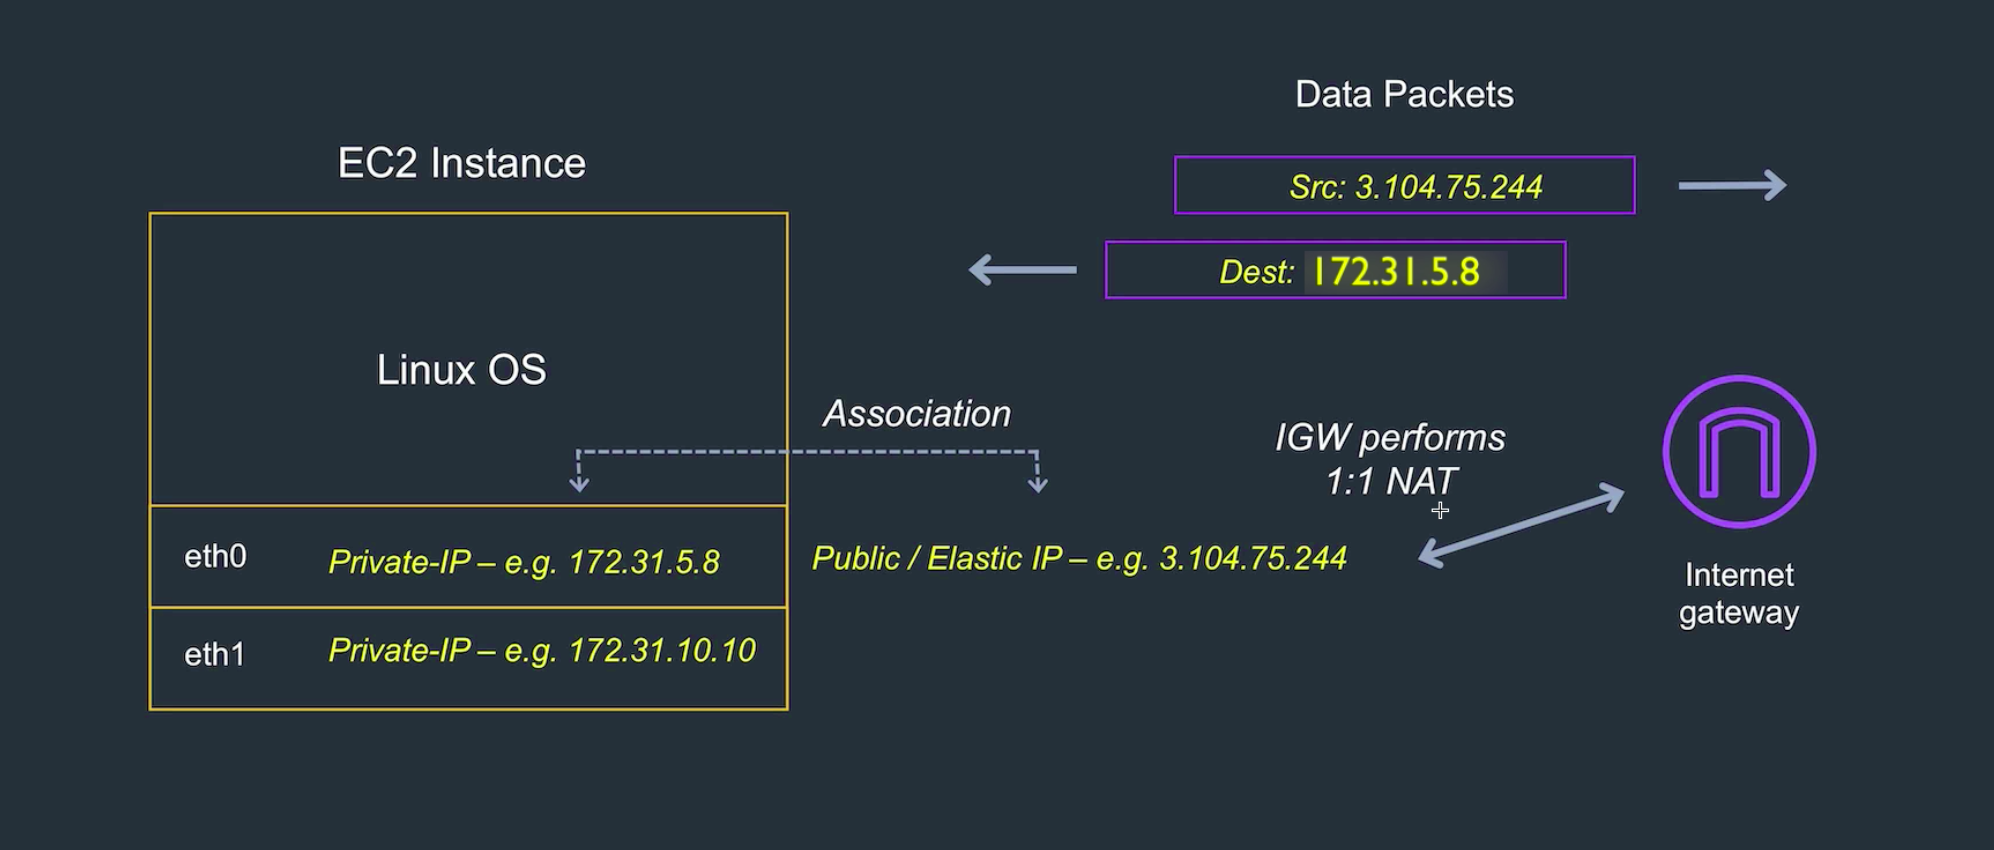 Data Packets
EC2 Instance
Src: 3.104.75.244
Dest: 172.31.5.8
Linux OS
Association
IGW performs
1:1 NAT
eth0 Private-IP – e.g. 172.31.5.8 Public / Elastic IP – e.g. 3.104.75.244
Internet
gateway
eth1 Private-IP – e.g. 172.31.10.10